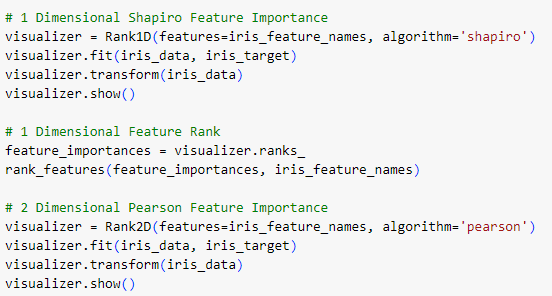 # 1 Dimensional Shapiro Feature Importance
visualizer = Rank1D(features=iris_feature_names, algorithm='shapiro')
visualizer.fit(iris_data, iris_target)
visualizer.transform(iris_data)
visualizer.show()
# 1 Dimensional Feature Rank
feature_importances = visualizer.ranks_
rank_features(feature_importances, iris_feature_names)
# 2 Dimensional Pearson Feature Importance
visualizer = Rank2D(features=iris_feature_names, algorithm='pearson')
visualizer.fit(iris_data, iris_target)
visualizer.transform(iris_data)
visualizer.show()